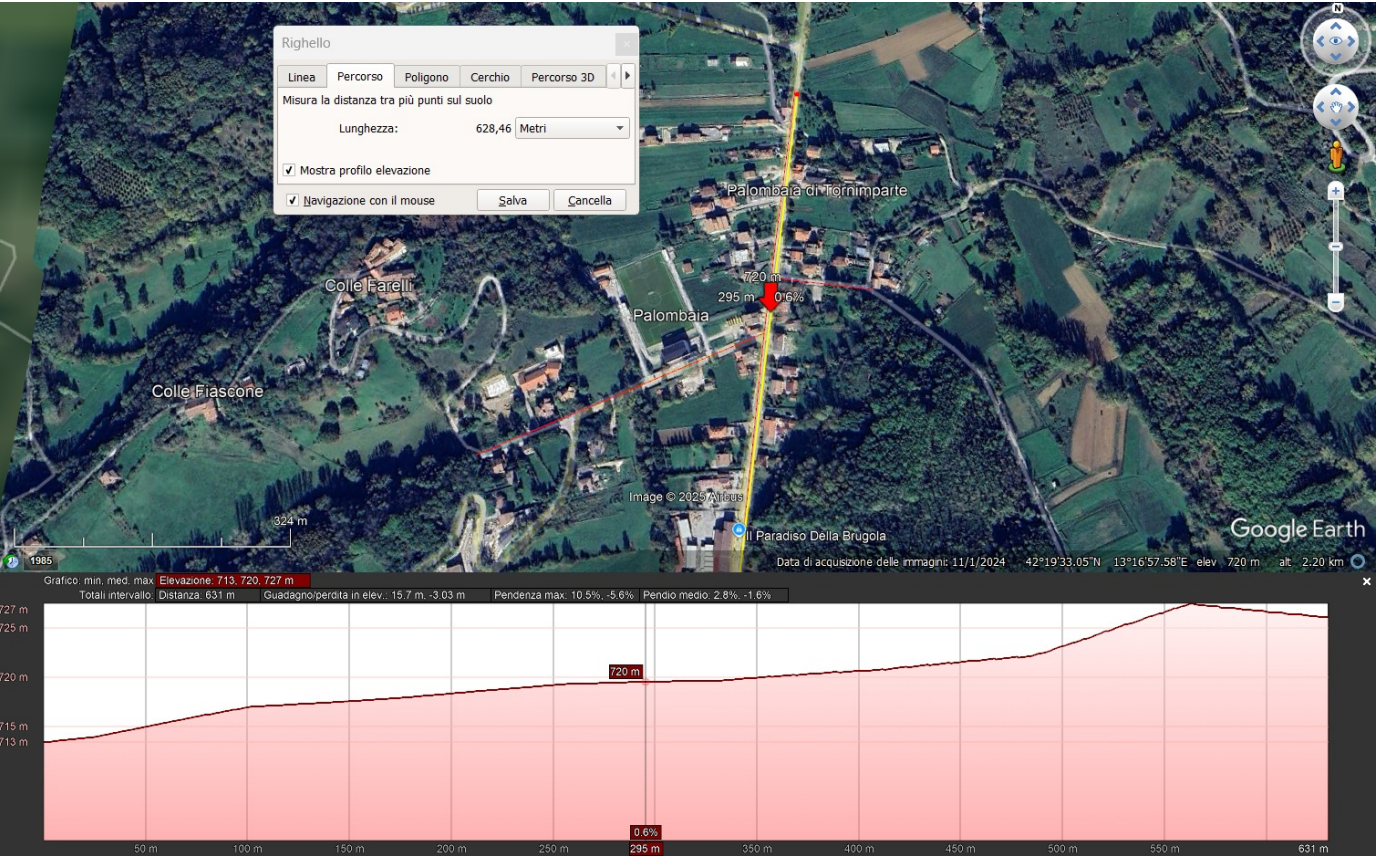 N
Righello
Linea Percorso Poligono Cerchio Percorso 3D
Misura la distanza tra più punti sul suolo
Lunghezza: 628,46 Metri
Mostra profilo elevazione
Navigazione con il mouse Salva Cancella
Palombaia di Tornimparte
720 m
295 m 0.6%
Colle Farelli
Palombaia
Colle Fiascone
Image © 2025 Airbus
324 m
Il Paradiso Della Brugola
Google Earth
1985
Data di acquisizione delle immagini: 11/1/2024 42°19'33.05"N 13°16'57.58"E elev 720 m alt 2.20 km
Grafico: min, med. max Elevazione: 713, 720, 727 m
Totali intervallo: Distanza: 631 m Guadagno/perdita in elev.: 15.7 m, -3.03 m Pendenza max: 10.5%, -5.6% Pendio medio: 2.8%, -1.6%
727 m
725 m
720 m
720 m
715 m
713 m
0.6%
50 m 100 m 150 m 200 m 250 m 295 m 350 m 400 m 450 m 500 m 550 m 631 m